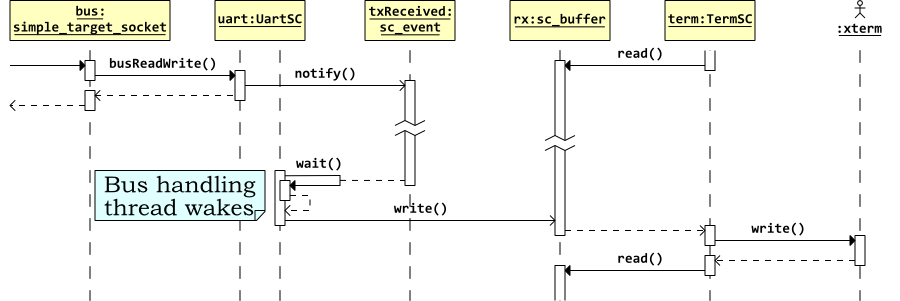 bus:
simple_target_socket
uart:UartSC
txReceived:
sc_event
rx:sc_buffer
term:TermSC
:xterm
read()
busReadWrite()
notify()
wait()
Bus handling
thread wakes
write()
write()
read()